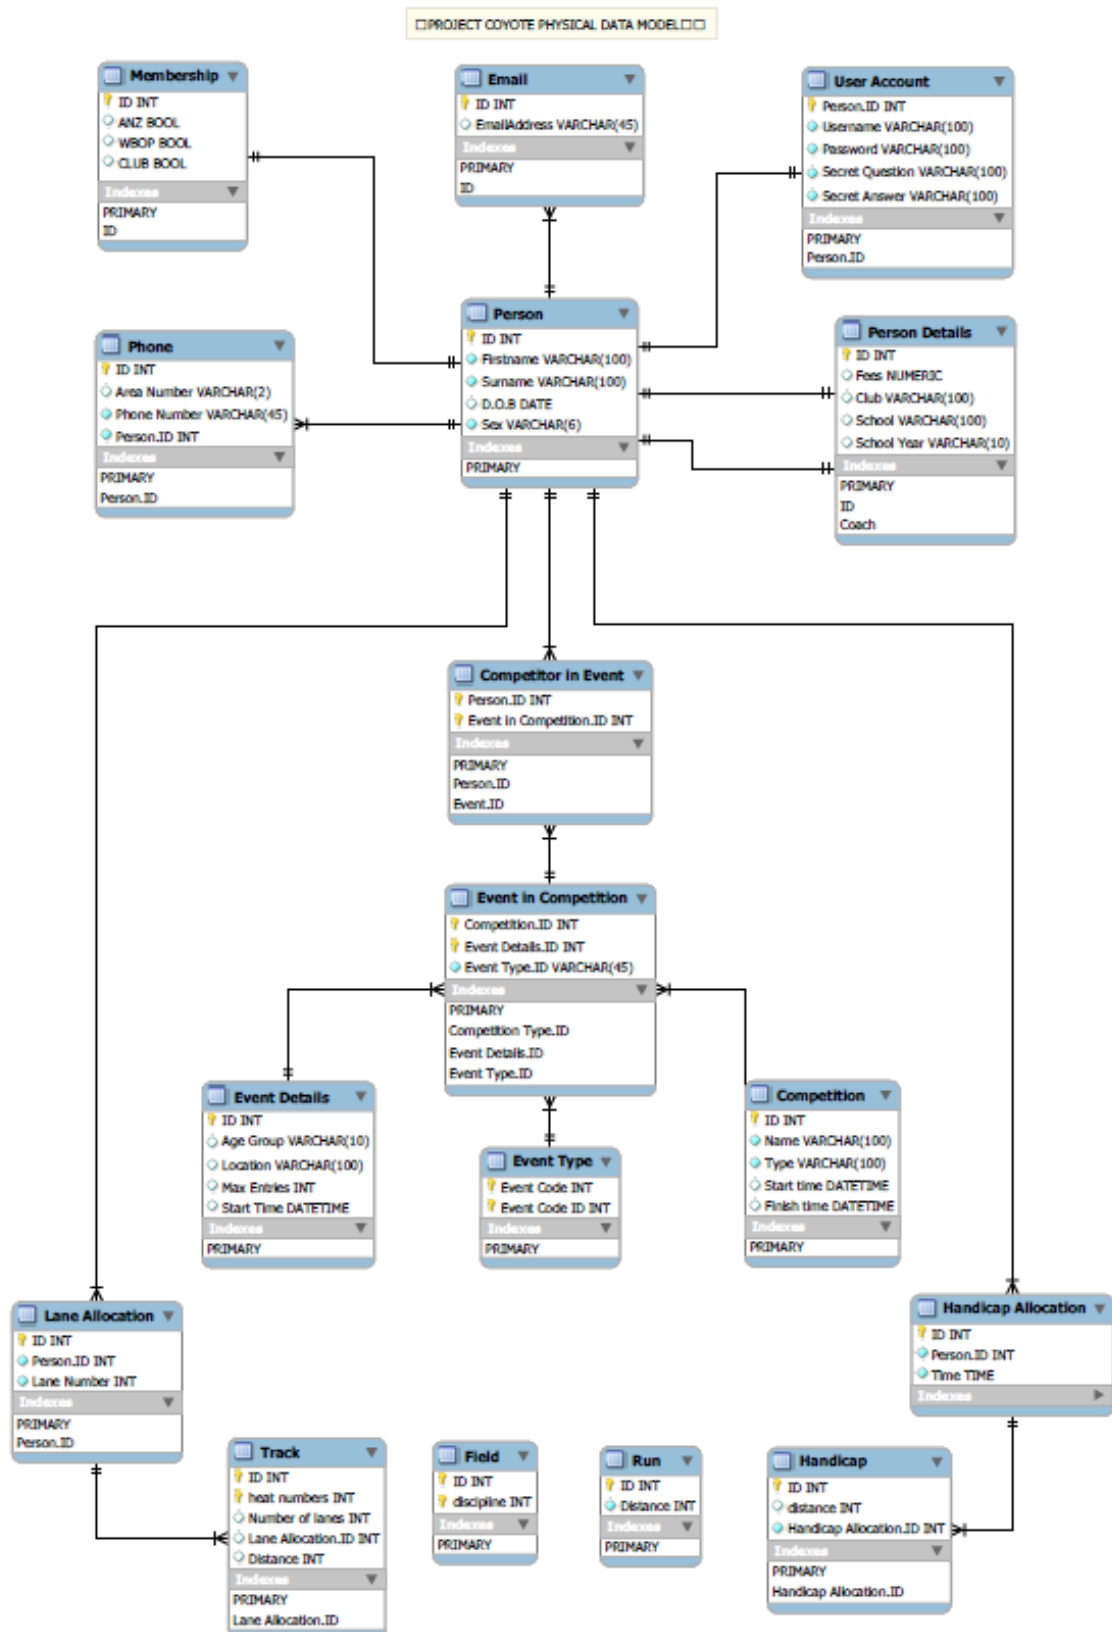 PROJECT COYOTE PHYSICAL DATA MODEL
Membership
ID INT
ANZ BOOL
WBOP BOOL
CLUB BOOL
Indexes
PRIMARY
ID
Email
ID INT
EmailAddress VARCHAR(45)
Indexes
PRIMARY
ID
User Account
Person.ID INT
Username VARCHAR(100)
Password VARCHAR(100)
Secret Question VARCHAR(100)
Secret Answer VARCHAR(100)
Indexes
PRIMARY
Person.ID
Phone
ID INT
Area Number VARCHAR(2)
Phone Number VARCHAR(45)
Person.ID INT
Indexes
PRIMARY
Person.ID
Person
ID INT
Firstname VARCHAR(100)
Surname VARCHAR(100)
D.O.B DATE
Sex VARCHAR(6)
Indexes
PRIMARY
Person Details
ID INT
Fees NUMERIC
Club VARCHAR(100)
School VARCHAR(100)
School Year VARCHAR(10)
Indexes
PRIMARY
ID
Coach
Competitor in Event
Person.ID INT
Event in Competition.ID INT
Indexes
PRIMARY
Person.ID
Event.ID
Event in Competition
Competition.ID INT
Event Details.ID INT
Event Type.ID VARCHAR(45)
Indexes
PRIMARY
Competition Type.ID
Event Details.ID
Event Type.ID
Event Details
ID INT
Age Group VARCHAR(10)
Location VARCHAR(100)
Max Entries INT
Start Time DATETIME
Indexes
PRIMARY
Event Type
Event Code INT
Event Code ID INT
Indexes
PRIMARY
Competition
ID INT
Name VARCHAR(100)
Type VARCHAR(100)
Start time DATETIME
Finish time DATETIME
Indexes
PRIMARY
Lane Allocation
ID INT
Person.ID INT
Lane Number INT
Indexes
PRIMARY
Person.ID
Handicap Allocation
ID INT
Person.ID INT
Time TIME
Indexes
Track
ID INT
heat numbers INT
Number of lanes INT
Lane Allocation.ID INT
Distance INT
Indexes
PRIMARY
Lane Allocation.ID
Field
ID INT
discipline INT
Indexes
PRIMARY
Run
ID INT
Distance INT
Indexes
PRIMARY
Handicap
ID INT
distance INT
Handicap Allocation.ID INT
Indexes
PRIMARY
Handicap Allocation.ID